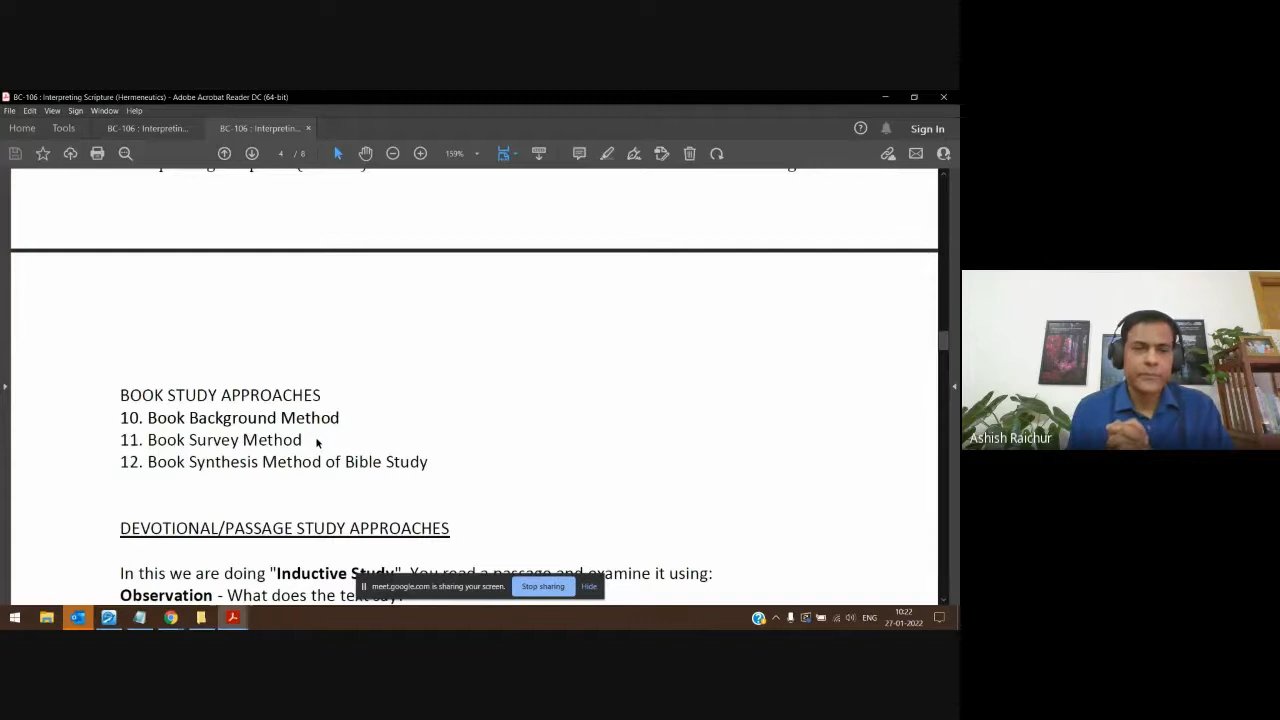 BC-106 : Interpreting Scripture (Hermeneutics) - Adobe Acrobat Reader DC (64-bit)
File Edit View Sign Window Help
Home Tools BC-106 : Interpretin... BC-106 : Interpretin... × Sign In
4 / 8 159%
BOOK STUDY APPROACHES
10. Book Background Method
11. Book Survey Method
12. Book Synthesis Method of Bible Study
DEVOTIONAL/PASSAGE STUDY APPROACHES
In this we are doing "Inductive Study". You read a passage and examine it using:
meet.google.com is sharing your screen. Stop sharing Hide
Observation - What does the text say?
Ashish Raichur
ENG 10:22
27-01-2022